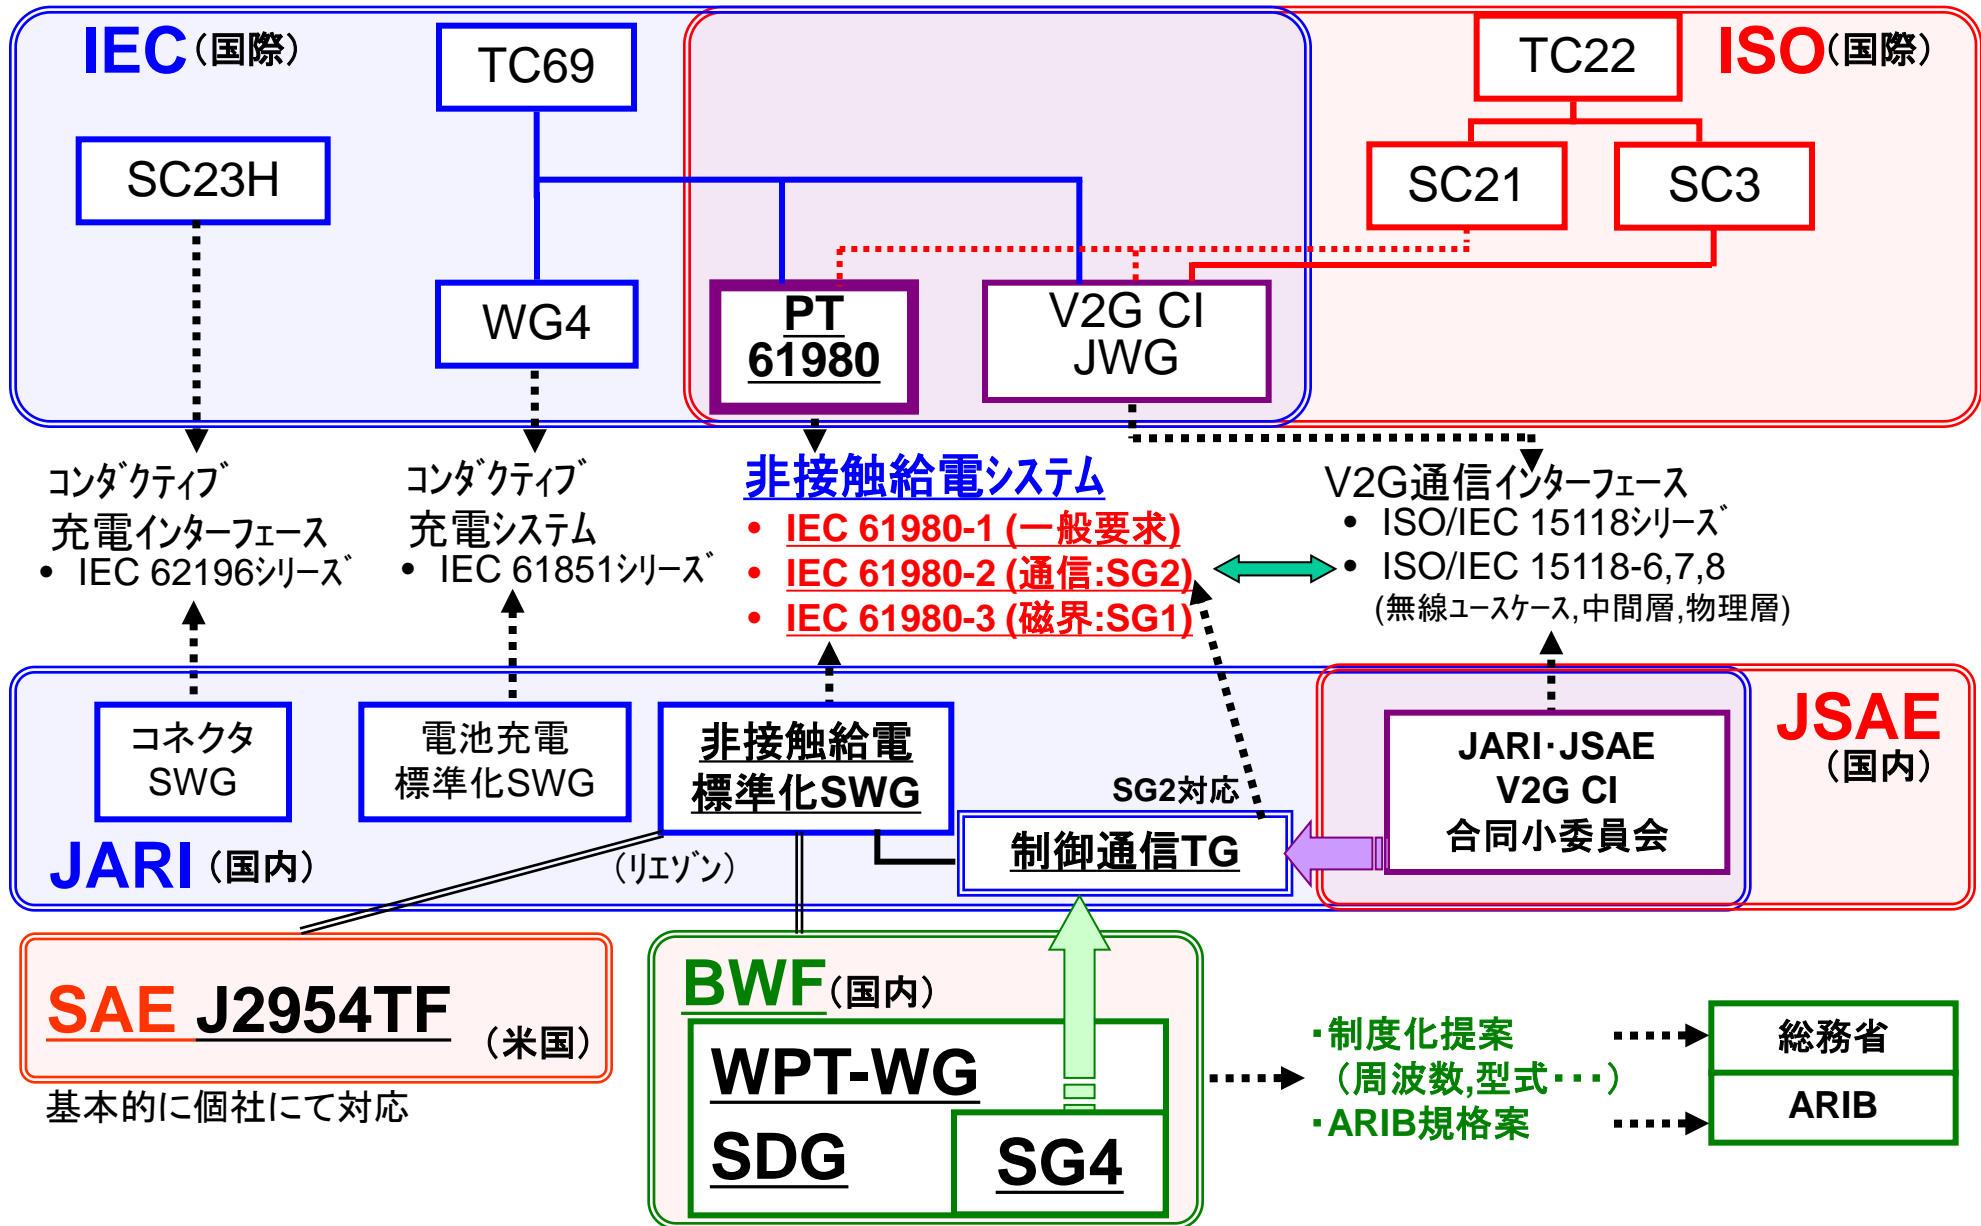 IEC(国際)
TC69
TC22
ISO(国際)
SC23H
SC21
SC3
WG4
PT
61980
V2G CI
JWG
コンダクティブ
充電インターフェース
• IEC 62196シリーズ
コンダクティブ
充電システム
• IEC 61851シリーズ
非接触給電システム
• IEC 61980-1 (一般要求)
• IEC 61980-2 (通信:SG2)
• IEC 61980-3 (磁界:SG1)
V2G通信インターフェース
• ISO/IEC 15118シリーズ
• ISO/IEC 15118-6,7,8
(無線ユースケース,中間層,物理層)
コネクタ
SWG
電池充電
標準化SWG
非接触給電
標準化SWG
SG2対応
制御通信TG
JARI・JSAE
V2G CI
合同小委員会
JSAE
(国内)
JARI(国内)
(リエゾン)
SAE J2954TF(米国)
基本的に個社にて対応
BWF(国内)
WPT-WG
SDG
SG4
・制度化提案
(周波数,型式・・・)
・ARIB規格案
総務省
ARIB